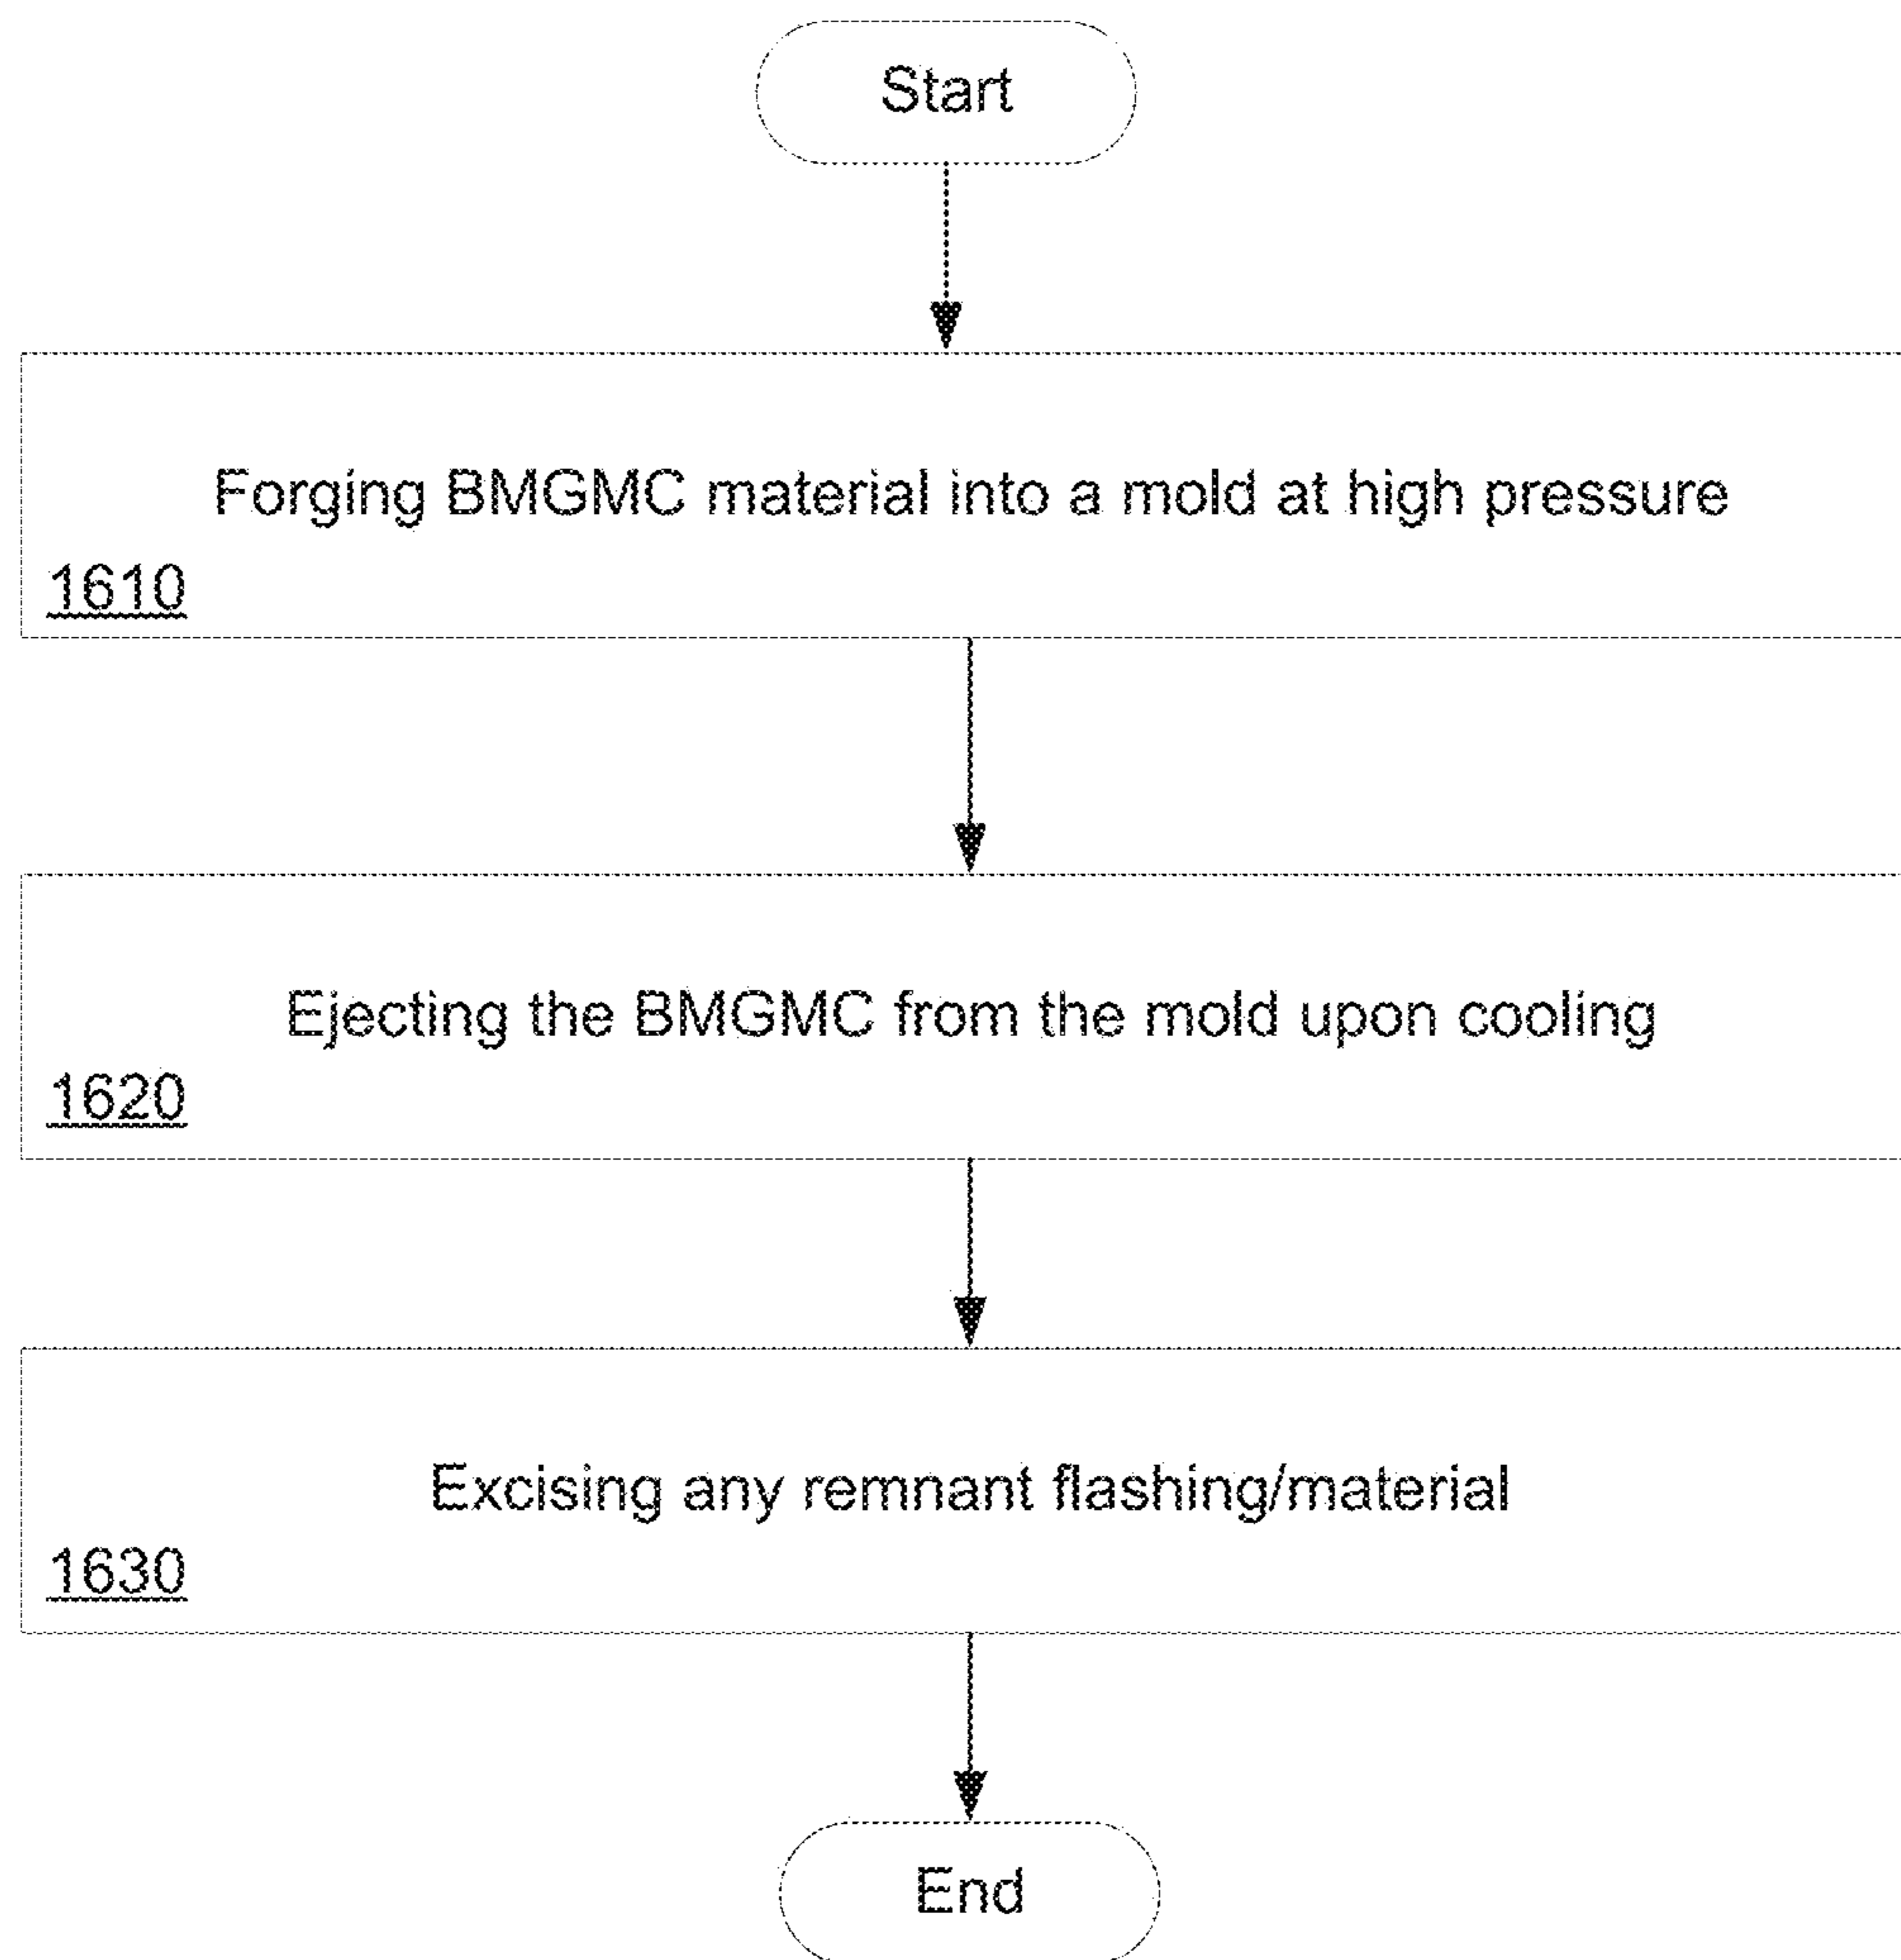 Start
Forging BMGMC material into a mold at high pressure
1610
Ejecting the BMGMC from the mold upon cooling
1620
Excising any remnant flashing/material
1630
End